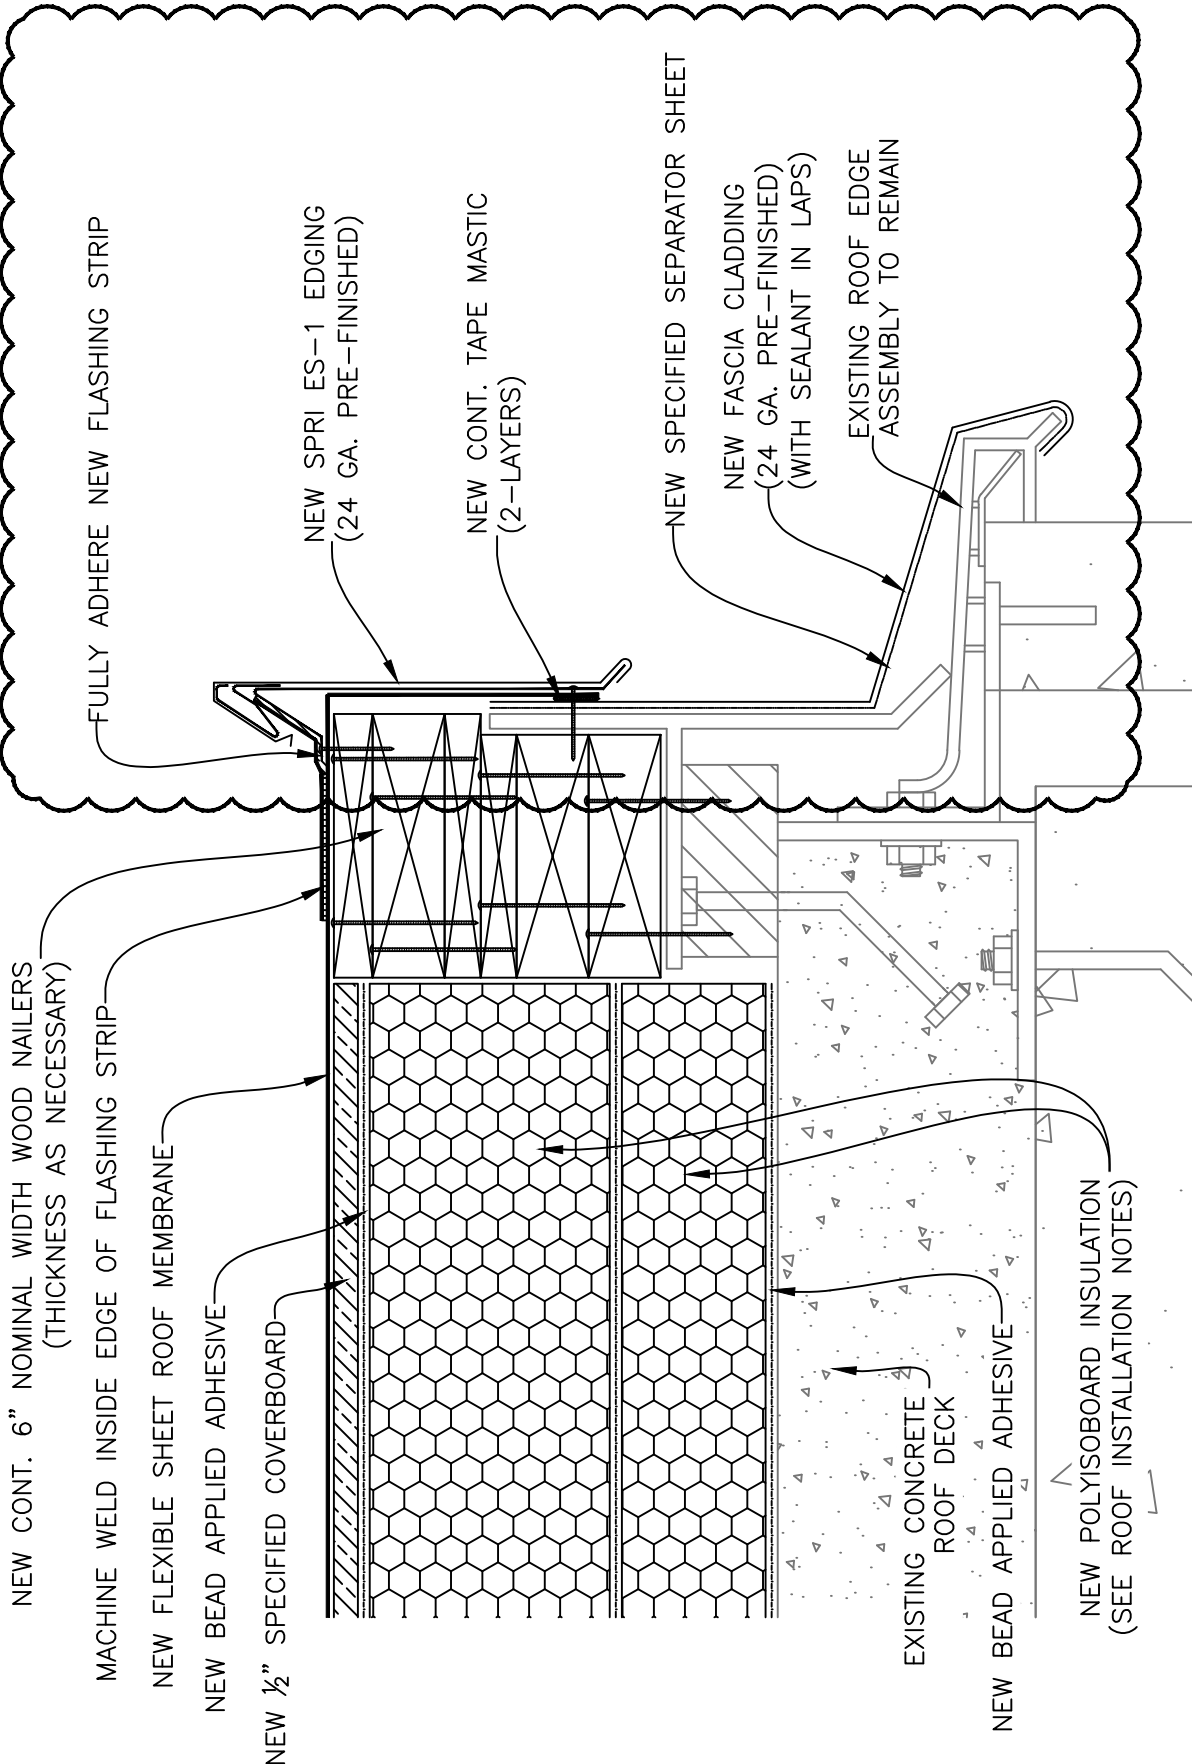 NEW CONT. 6" NOMINAL WIDTH WOOD NAILERS
(THICKNESS AS NECESSARY)
MACHINE WELD INSIDE EDGE OF FLASHING STRIP
NEW FLEXIBLE SHEET ROOF MEMBRANE
NEW BEAD APPLIED ADHESIVE
NEW ½" SPECIFIED COVERBOARD
FULLY ADHERE NEW FLASHING STRIP
NEW SPRI ES-1 EDGING
(24 GA. PRE-FINISHED)
NEW CONT. TAPE MASTIC
(2-LAYERS)
NEW SPECIFIED SEPARATOR SHEET
NEW FASCIA CLADDING
(24 GA. PRE-FINISHED)
(WITH SEALANT IN LAPS)
EXISTING ROOF EDGE
ASSEMBLY TO REMAIN
EXISTING CONCRETE
ROOF DECK
NEW BEAD APPLIED ADHESIVE
NEW POLYISOBOARD INSULATION
(SEE ROOF INSTALLATION NOTES)